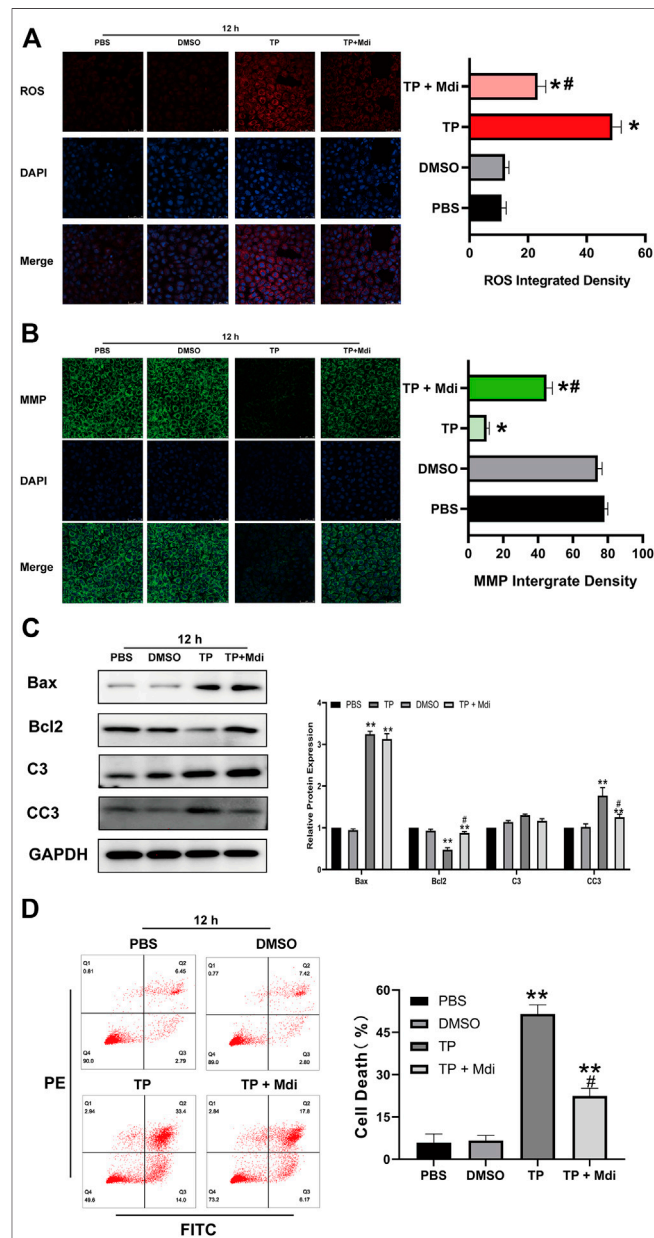 A
12 h
PBS DMSO TP TP+Mdi
ROS
DAPI
Merge
TP + Mdi
TP
DMSO
PBS
* #
*
0 20 40 60
ROS Integrated Density
B
12 h
PBS DMSO TP TP+Mdi
MMP
DAPI
Merge
TP + Mdi
TP
DMSO
PBS
*#
*
0 20 40 60 80 100
MMP Intergrate Density
C
12 h
PBS DMSO TP TP+Mdi
Bax
Bcl2
C3
CC3
GAPDH
PBS TP DMSO TP + Mdi
Relative Protein Expression
4
3
2
1
0
** **
** # **
** # **
Bax Bcl2 C3 CC3
D
12 h
PBS DMSO
Q1 Q2 Q1 Q2
0.81 6.45 0.77 7.42
Q4 Q3 Q4 Q3
90.0 2.79 89.0 2.80
PE
TP TP + Mdi
Q1 Q2 Q1 Q2
2.94 33.4 2.84 17.8
Q4 Q3 Q4 Q3
49.6 14.0 73.2 6.17
FITC
Cell Death( %)
60
45
30
15
0
PBS
DMSO
TP
TP + Mdi
**
**
#
PBS DMSO TP TP + Mdi